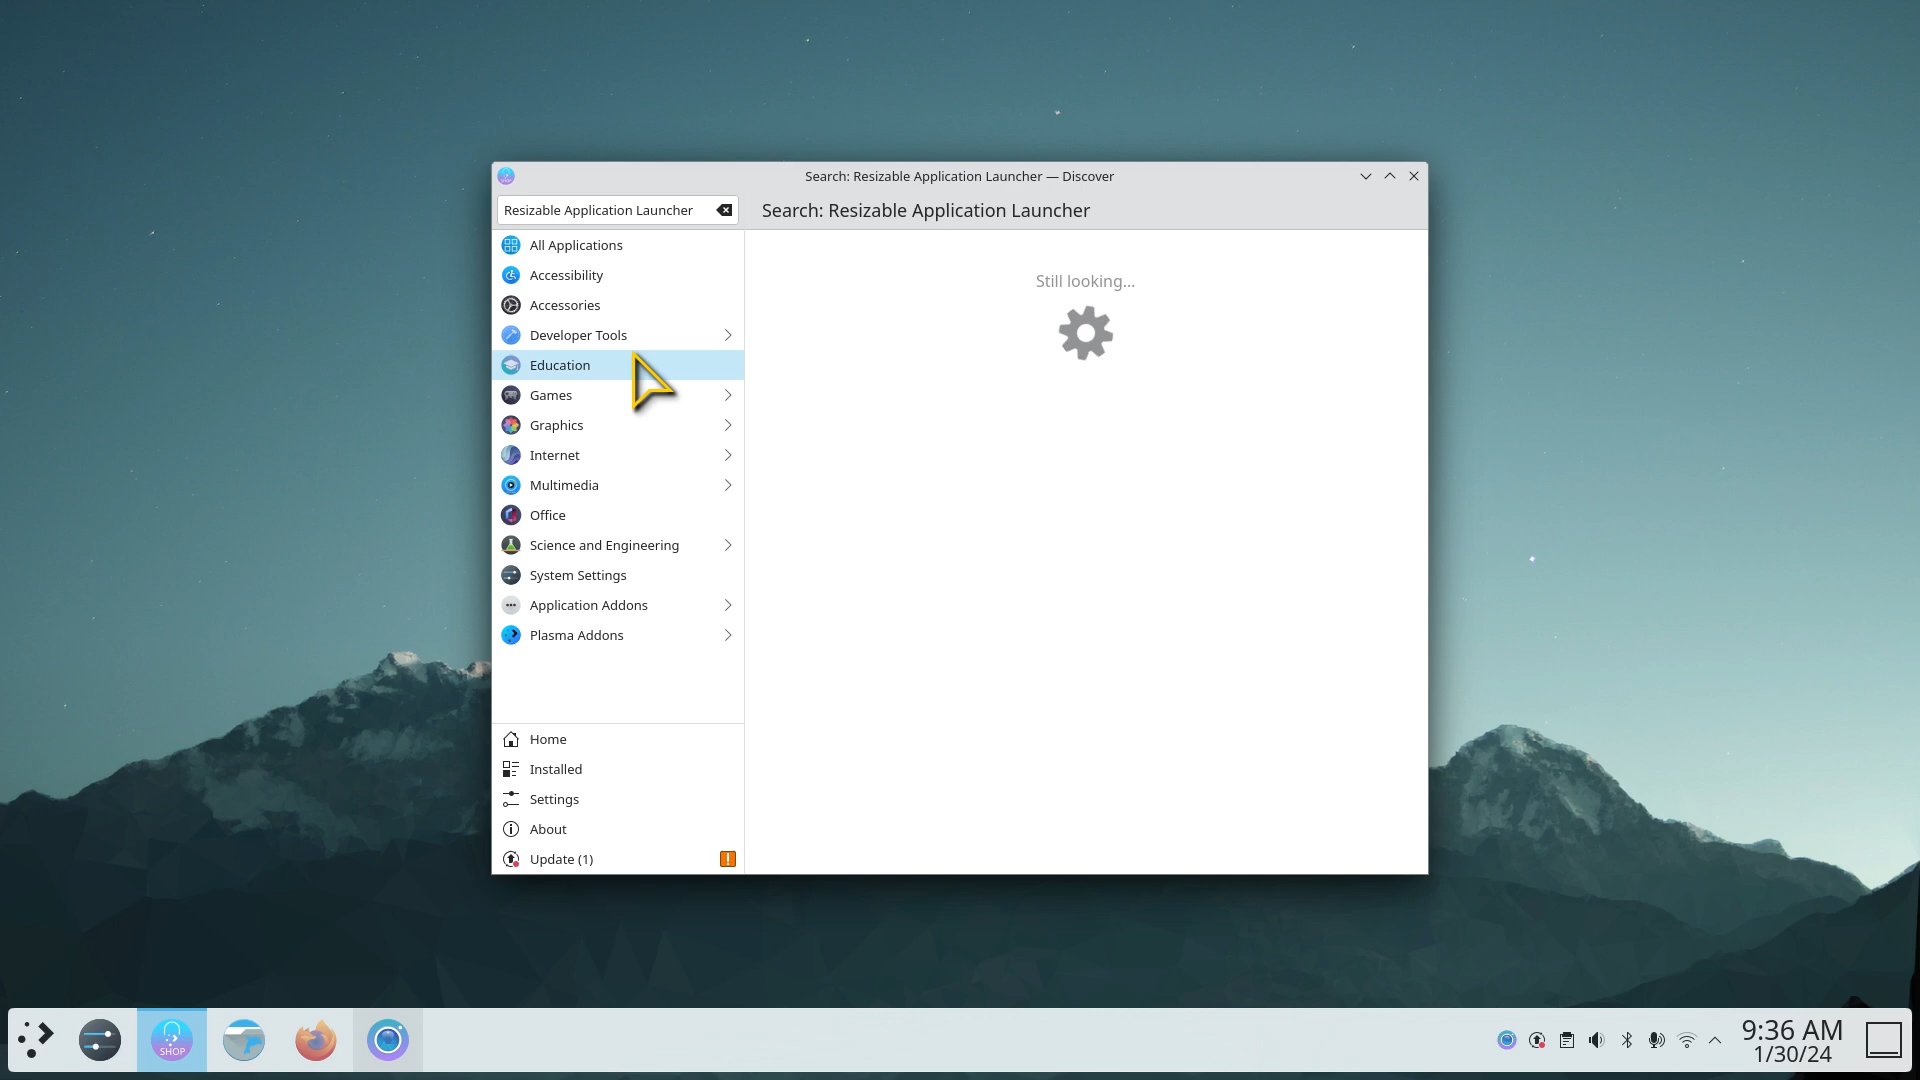 Search: Resizable Application Launcher — Discover
Resizable Application Launcher
Search: Resizable Application Launcher
All Applications
Accessibility
Accessories
Developer Tools
Education
Games
Graphics
Internet
Multimedia
Office
Science and Engineering
System Settings
Application Addons
Plasma Addons
Still looking...
Home
Installed
Settings
About
Update (1)
SHOP
9:36 AM
1/30/24